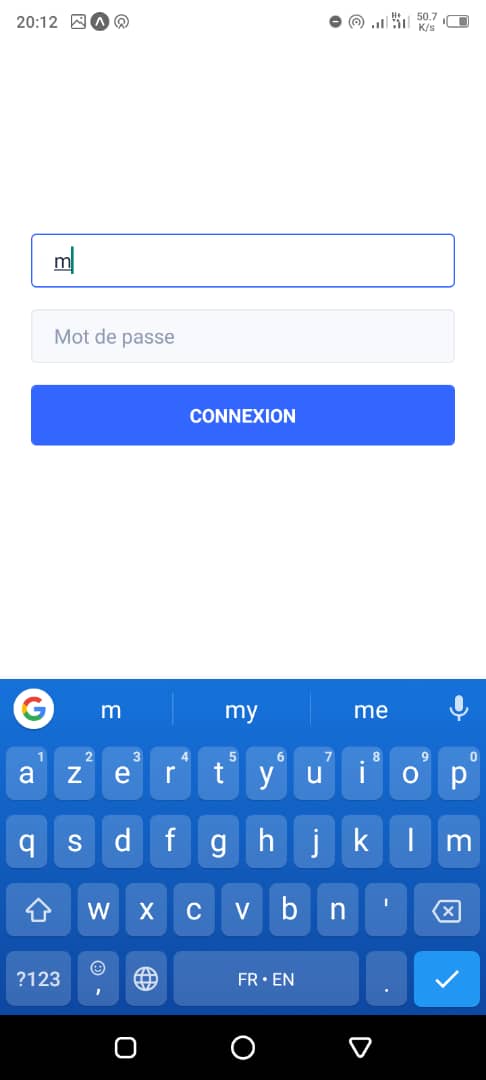 20:12 50.7 K/s
m
Mot de passe
CONNEXION
m my me
1 2 3 4 5 6 7 8 9 0
a z e r t y u i o p
q s d f g h j k l m
w x c v b n '
?123 , FR • EN .